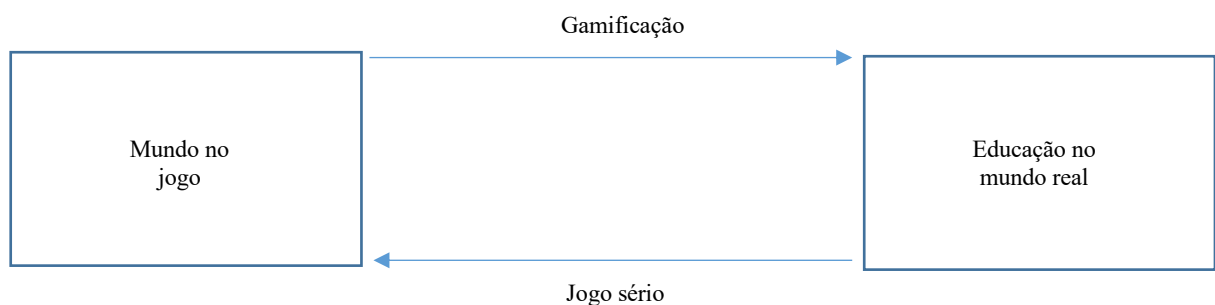 Gamificação
Mundo no
jogo
Educação no
mundo real
Jogo sério